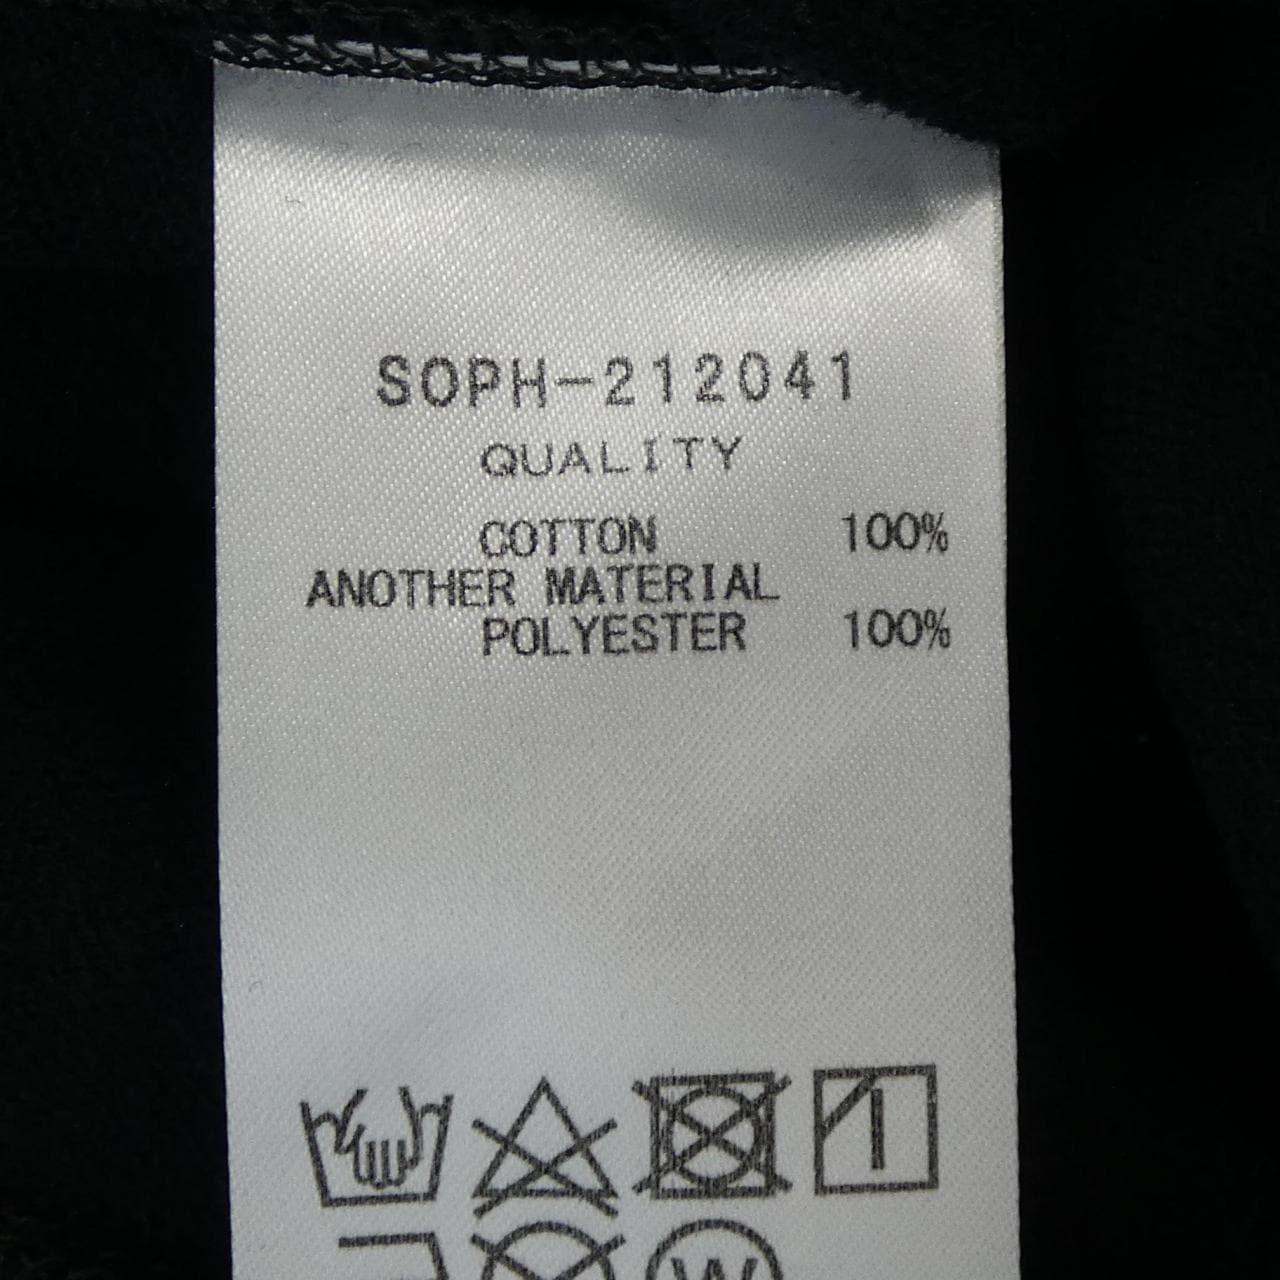 SOPH-212041
QUALITY
COTTON 100%
ANOTHER MATERIAL
POLYESTER 100%
W